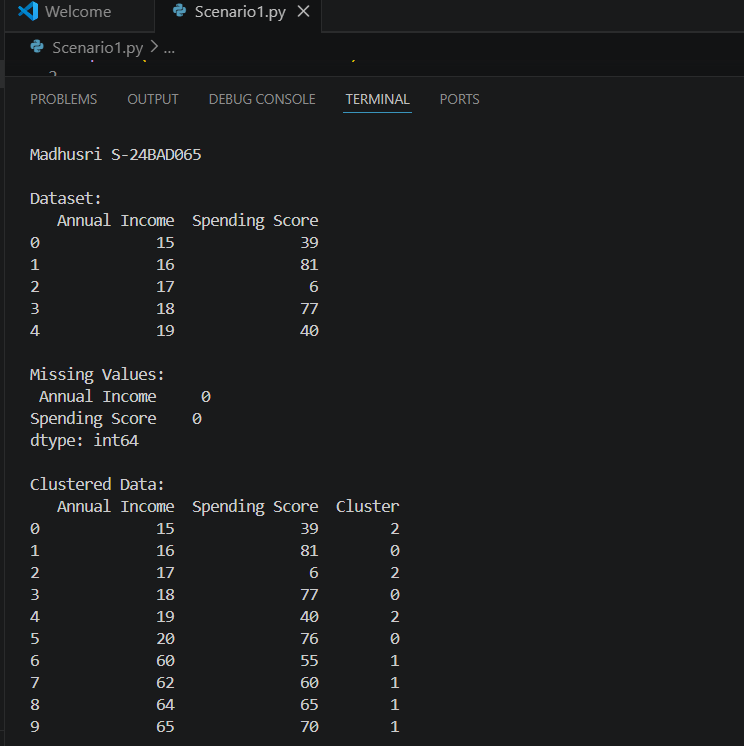 Welcome
Scenario1.py
Scenario1.py > ...
PROBLEMS OUTPUT DEBUG CONSOLE TERMINAL PORTS
Madhusri S-24BAD065
Dataset:
   Annual Income  Spending Score
0             15              39
1             16              81
2             17               6
3             18              77
4             19              40
Missing Values:
 Annual Income     0
Spending Score    0
dtype: int64
Clustered Data:
   Annual Income  Spending Score  Cluster
0             15              39        2
1             16              81        0
2             17               6        2
3             18              77        0
4             19              40        2
5             20              76        0
6             60              55        1
7             62              60        1
8             64              65        1
9             65              70        1